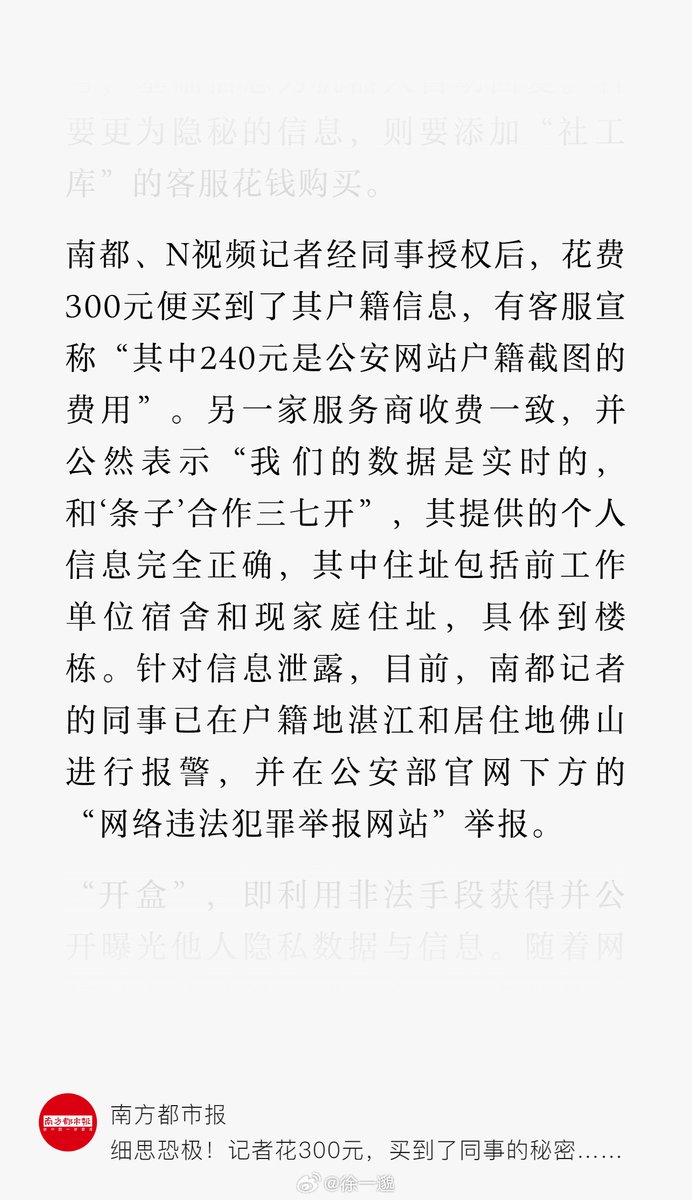 要更为隐秘的信息，则要添加“社工
库”的客服花钱购买。
南都、N视频记者经同事授权后，花费
300元便买到了其户籍信息，有客服宣
称“其中240元是公安网站户籍截图的
费用”。另一家服务商收费一致，并
公然表示“我们的数据是实时的，
和‘条子’合作三七开”，其提供的个人
信息完全正确，其中住址包括前工作
单位宿舍和现家庭住址，具体到楼
栋。针对信息泄露，目前，南都记者
的同事已在户籍地湛江和居住地佛山
进行报警，并在公安部官网下方的
“网络违法犯罪举报网站”举报。
“开盒”，即利用非法手段获得并公
开曝光他人隐私数据与信息。随着网
南方都市报
南方都市报
细思恐极！记者花300元，买到了同事的秘密……
@徐一邈